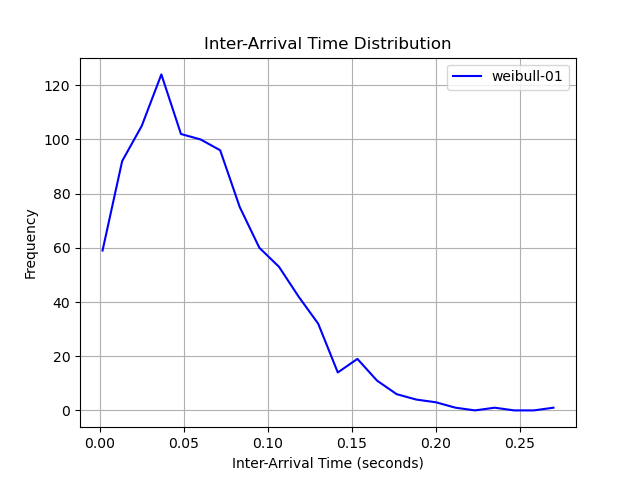 Inter-Arrival Time Distribution
weibull-01
Frequency
120
100
80
60
40
20
0
0.00 0.05 0.10 0.15 0.20 0.25
Inter-Arrival Time (seconds)